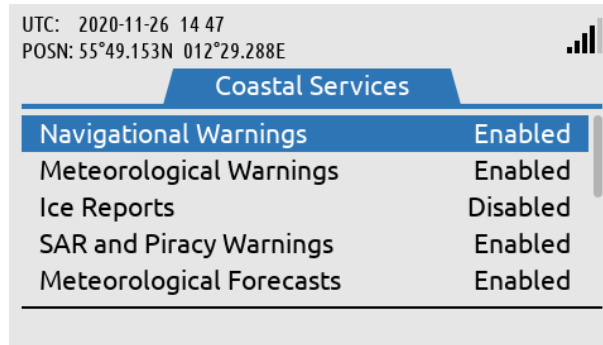 UTC: 2020-11-26 14 47
POSN: 55°49.153N 012°29.288E
Coastal Services
Navigational Warnings Enabled
Meteorological Warnings Enabled
Ice Reports Disabled
SAR and Piracy Warnings Enabled
Meteorological Forecasts Enabled